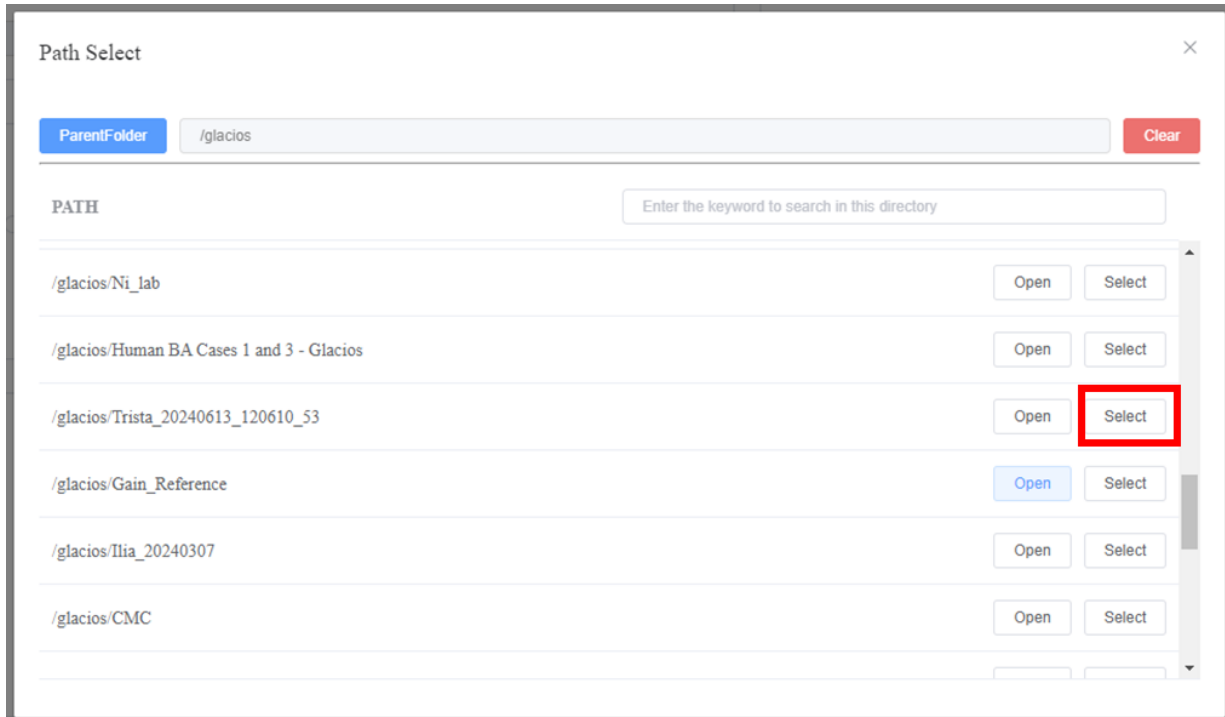 Path Select
ParentFolder /glacios Clear
PATH Enter the keyword to search in this directory
/glacios/Ni_lab Open Select
/glacios/Human BA Cases 1 and 3 - Glacios Open Select
/glacios/Trista_20240613_120610_53 Open Select
/glacios/Gain_Reference Open Select
/glacios/Ilia_20240307 Open Select
/glacios/CMC Open Select